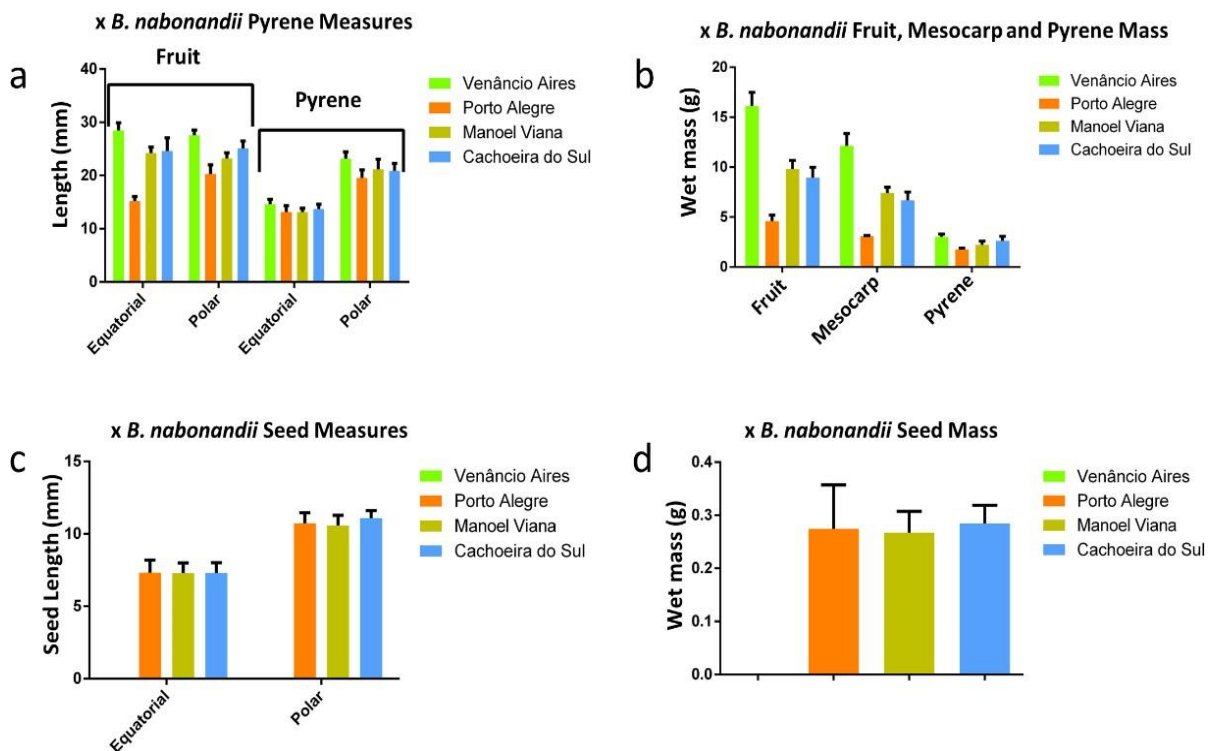 x B. nabonandii Pyrene Measures
a
Fruit
Pyrene
Length (mm)
40
30
20
10
0
Equatorial
Polar
Equatorial
Polar
Venâncio Aires
Porto Alegre
Manoel Viana
Cachoeira do Sul
x B. nabonandii Fruit, Mesocarp and Pyrene Mass
b
Wet mass (g)
20
15
10
5
0
Fruit
Mesocarp
Pyrene
Venâncio Aires
Porto Alegre
Manoel Viana
Cachoeira do Sul
x B. nabonandii Seed Measures
c
Seed Length (mm)
15
10
5
0
Equatorial
Polar
Venâncio Aires
Porto Alegre
Manoel Viana
Cachoeira do Sul
x B. nabonandii Seed Mass
d
Wet mass (g)
0.4
0.3
0.2
0.1
0.0
Venâncio Aires
Porto Alegre
Manoel Viana
Cachoeira do Sul